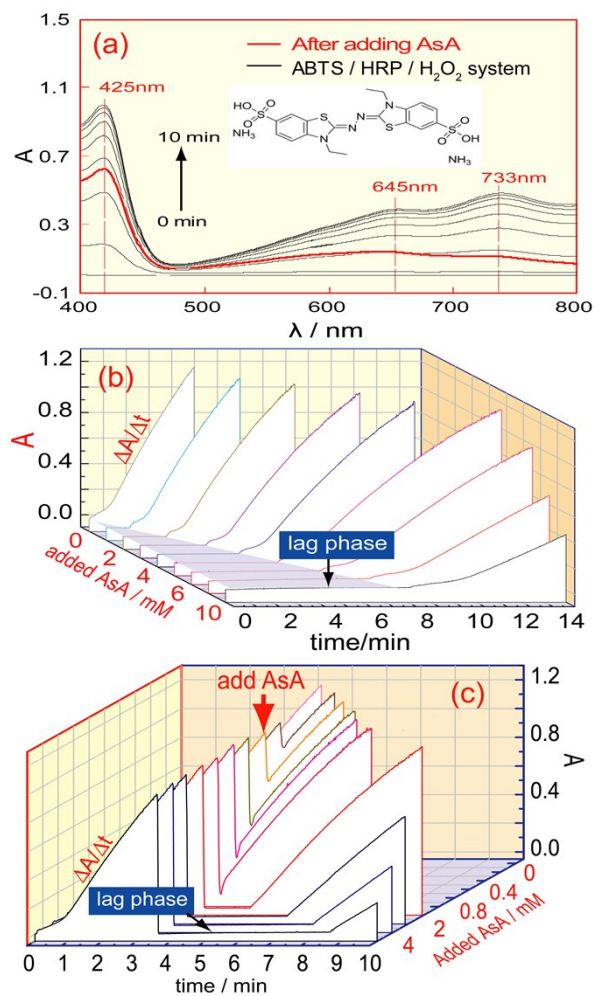 (a)
After adding AsA
ABTS / HRP / H₂O₂ system
425nm
10 min
0 min
645nm
733nm
HO
O
S
O
NH₃
S
N
N
N
N
S
O
S
OH
O
NH₃
A
1.5
1.1
0.7
0.3
-0.1
400
500
600
700
800
λ / nm
(b)
A
1.2
0.8
0.4
0.0
ΔA/Δt
lag phase
0
2
4
6
8
10
added AsA / mM
0
2
4
6
8
10
12
14
time/min
(c)
add AsA
ΔA/Δt
lag phase
1.2
0.8
0.4
0.0
A
0
0.4
0.8
2
4
Added AsA / mM
0
1
2
3
4
5
6
7
8
9
10
time / min